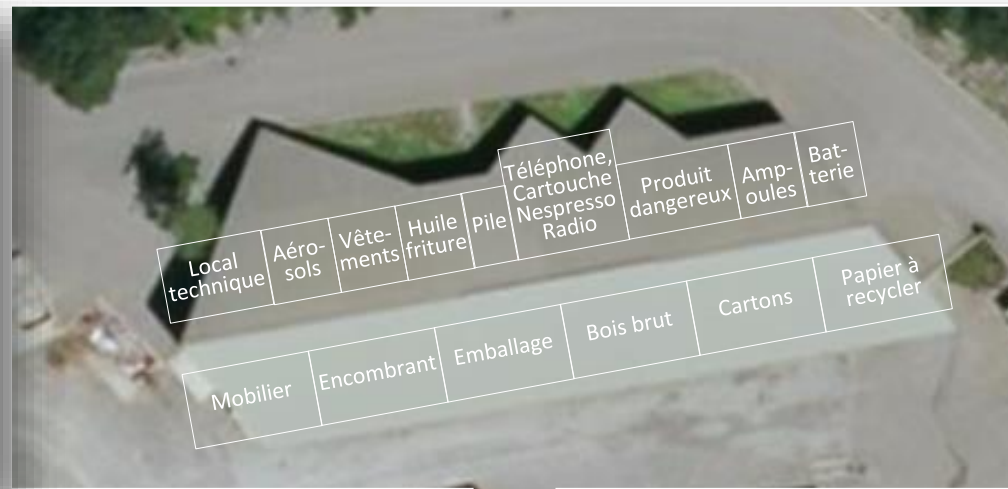 Local
technique
Aéro-
sols
Vête-
ments
Huile
friture
Pile
Téléphone,
Cartouche
Nespresso
Radio
Produit
dangereux
Amp-
oules
Bat-
terie
Mobilier
Encombrant
Emballage
Bois brut
Cartons
Papier à
recycler